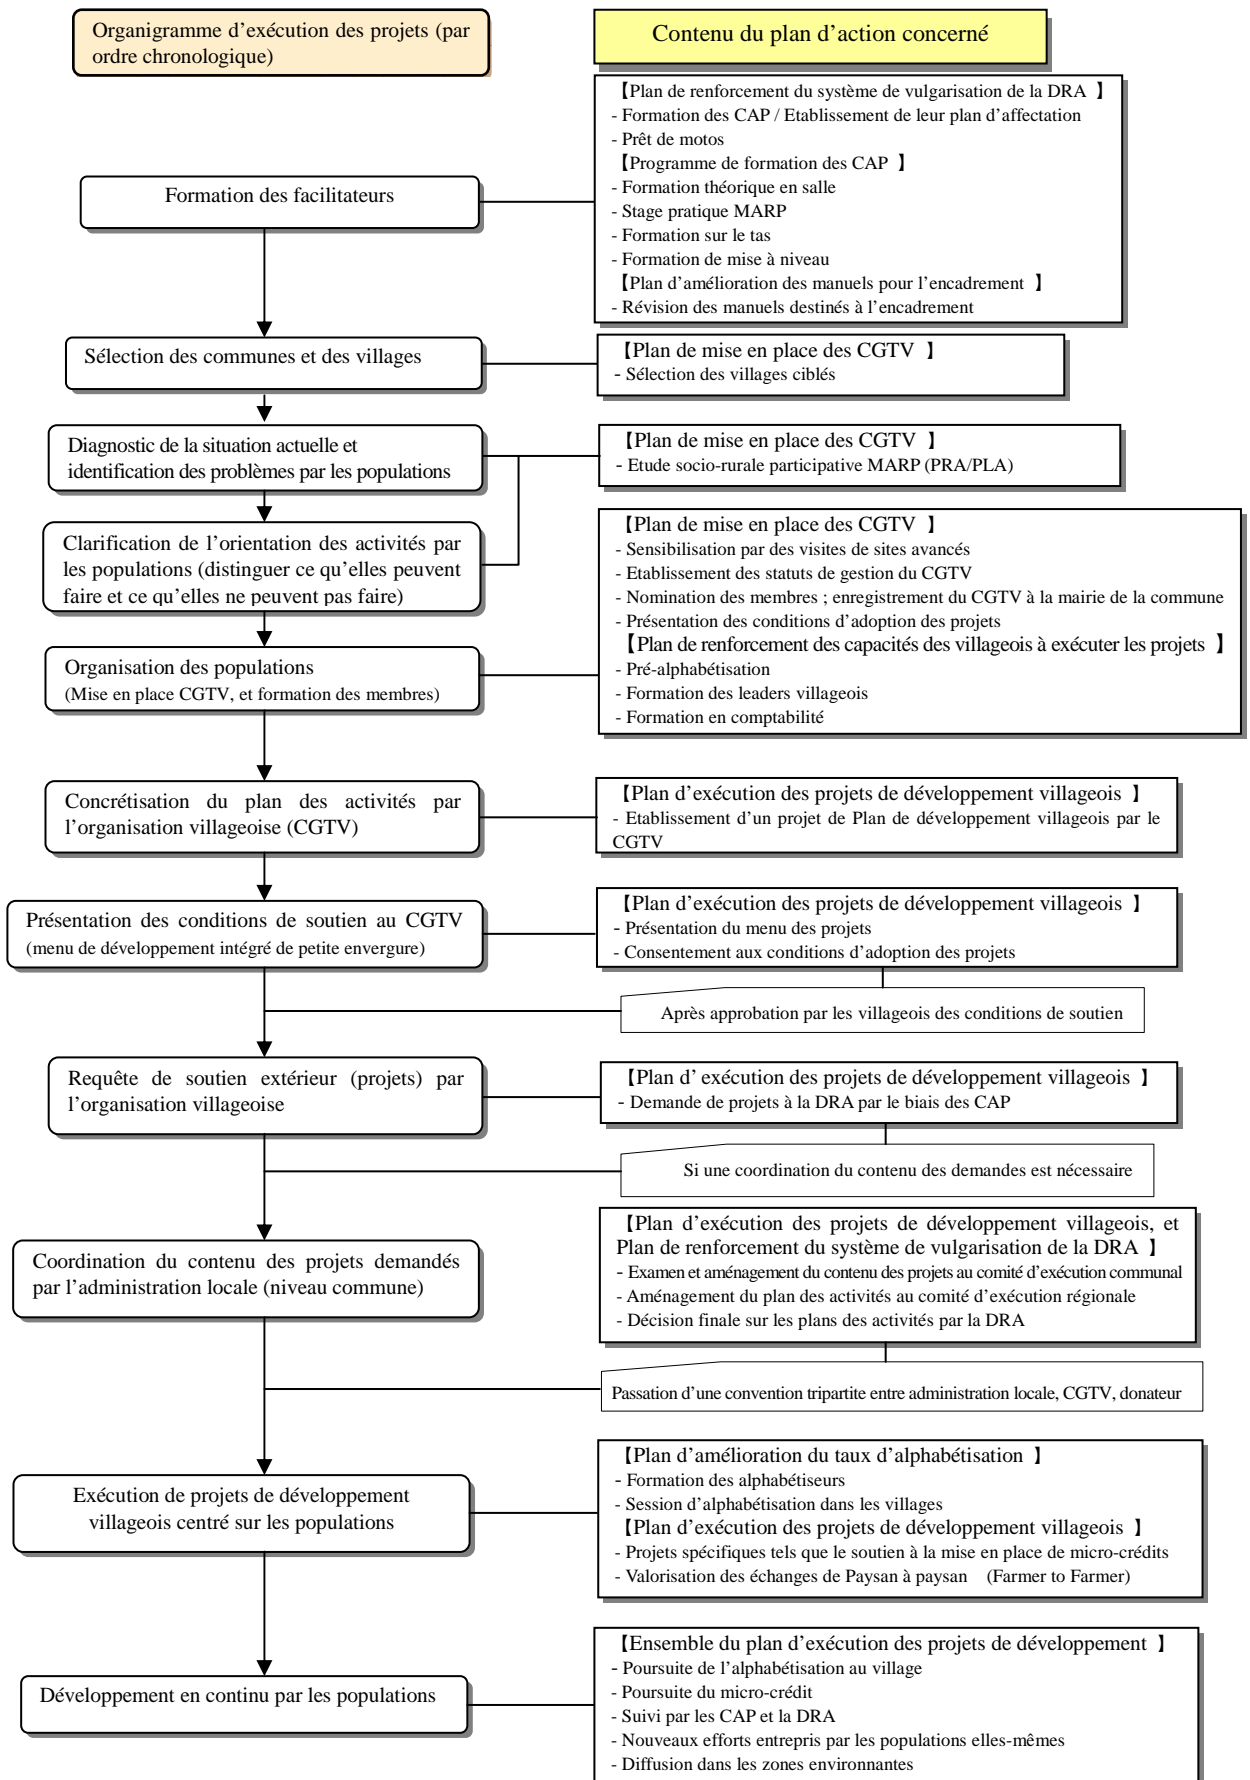 Organigramme d’exécution des projets (par
ordre chronologique)
Contenu du plan d’action concerné
【Plan de renforcement du système de vulgarisation de la DRA 】
- Formation des CAP / Etablissement de leur plan d’affectation
- Prêt de motos
【Programme de formation des CAP 】
- Formation théorique en salle
- Stage pratique MARP
- Formation sur le tas
- Formation de mise à niveau
【Plan d’amélioration des manuels pour l’encadrement 】
- Révision des manuels destinés à l’encadrement
Formation des facilitateurs
Sélection des communes et des villages
【Plan de mise en place des CGTV 】
- Sélection des villages ciblés
Diagnostic de la situation actuelle et
identification des problèmes par les populations
【Plan de mise en place des CGTV 】
- Etude socio-rurale participative MARP (PRA/PLA)
Clarification de l’orientation des activités par
les populations (distinguer ce qu’elles peuvent
faire et ce qu’elles ne peuvent pas faire)
【Plan de mise en place des CGTV 】
- Sensibilisation par des visites de sites avancés
- Etablissement des statuts de gestion du CGTV
- Nomination des membres ; enregistrement du CGTV à la mairie de la commune
- Présentation des conditions d’adoption des projets
【Plan de renforcement des capacités des villageois à exécuter les projets 】
- Pré-alphabétisation
- Formation des leaders villageois
- Formation en comptabilité
Organisation des populations
(Mise en place CGTV, et formation des membres)
Concrétisation du plan des activités par
l’organisation villageoise (CGTV)
【Plan d’exécution des projets de développement villageois 】
- Etablissement d’un projet de Plan de développement villageois par le
CGTV
Présentation des conditions de soutien au CGTV
(menu de développement intégré de petite envergure)
【Plan d’exécution des projets de développement villageois 】
- Présentation du menu des projets
- Consentement aux conditions d’adoption des projets
Après approbation par les villageois des conditions de soutien
Requête de soutien extérieur (projets) par
l’organisation villageoise
【Plan d’ exécution des projets de développement villageois 】
- Demande de projets à la DRA par le biais des CAP
Si une coordination du contenu des demandes est nécessaire
Coordination du contenu des projets demandés
par l’administration locale (niveau commune)
【Plan d’exécution des projets de développement villageois, et
Plan de renforcement du système de vulgarisation de la DRA 】
- Examen et aménagement du contenu des projets au comité d’exécution communal
- Aménagement du plan des activités au comité d’exécution régionale
- Décision finale sur les plans des activités par la DRA
Passation d’une convention tripartite entre administration locale, CGTV, donateur
Exécution de projets de développement
villageois centré sur les populations
【Plan d’amélioration du taux d’alphabétisation 】
- Formation des alphabétiseurs
- Session d’alphabétisation dans les villages
【Plan d’exécution des projets de développement villageois 】
- Projets spécifiques tels que le soutien à la mise en place de micro-crédits
- Valorisation des échanges de Paysan à paysan (Farmer to Farmer)
Développement en continu par les populations
【Ensemble du plan d’exécution des projets de développement 】
- Poursuite de l’alphabétisation au village
- Poursuite du micro-crédit
- Suivi par les CAP et la DRA
- Nouveaux efforts entrepris par les populations elles-mêmes
- Diffusion dans les zones environnantes